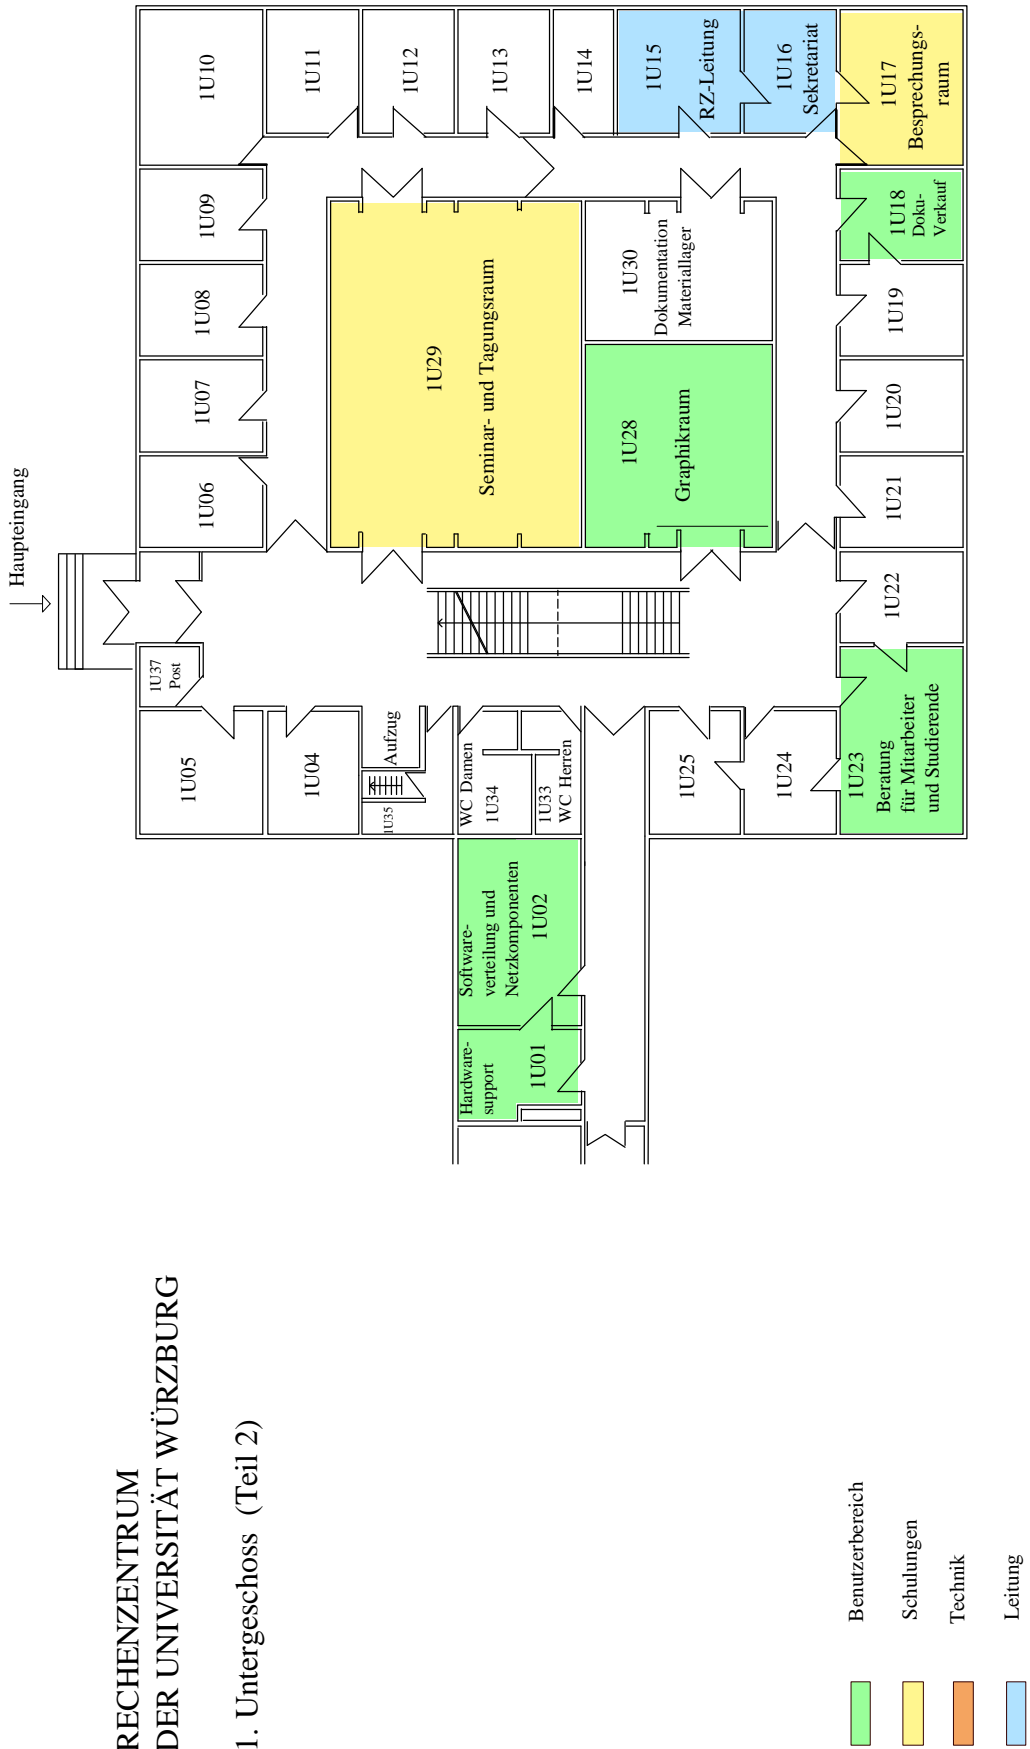 RECHENZENTRUM
DER UNIVERSITÄT WÜRZBURG
1. Untergeschoss (Teil 2)
Haupteingang
1U10
1U11
1U12
1U13
1U14
1U15
RZ-Leitung
1U16
Sekretariat
1U17
Besprechungs-
raum
1U09
1U08
1U07
1U06
1U18
Doku-
Verkauf
1U19
1U20
1U21
1U22
1U29
Seminar- und Tagungsraum
1U30
Dokumentation
Materiallager
1U28
Graphikraum
1U37
Post
1U05
1U04
Aufzug
1U35
WC Damen
1U34
1U33
WC Herren
1U25
1U24
1U23
Beratung
für Mitarbeiter
und Studierende
Software-
verteilung und
Netzkomponenten
1U02
Hardware-
support
1U01
Benutzerbereich
Schulungen
Technik
Leitung